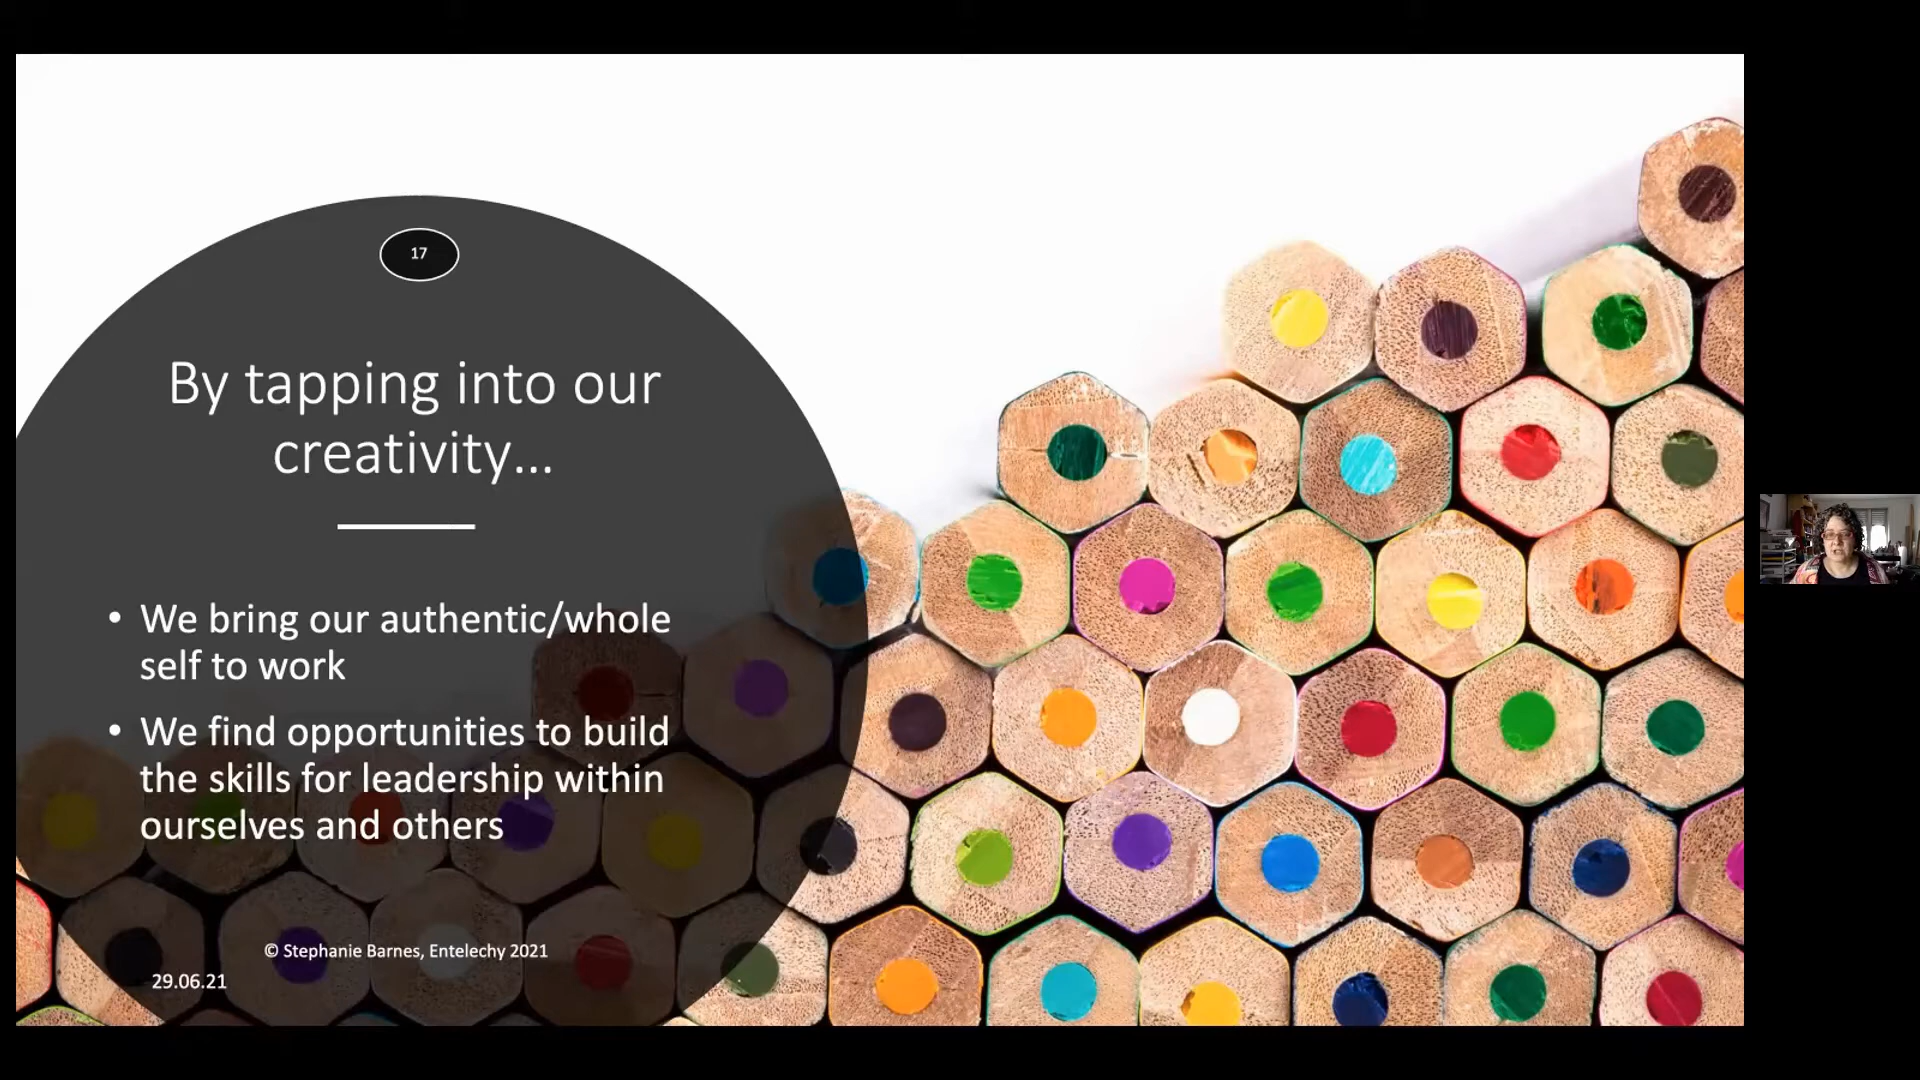 17
By tapping into our
creativity...
• We bring our authentic/whole
self to work
• We find opportunities to build
the skills for leadership within
ourselves and others
© Stephanie Barnes, Entelechy 2021
29.06.21